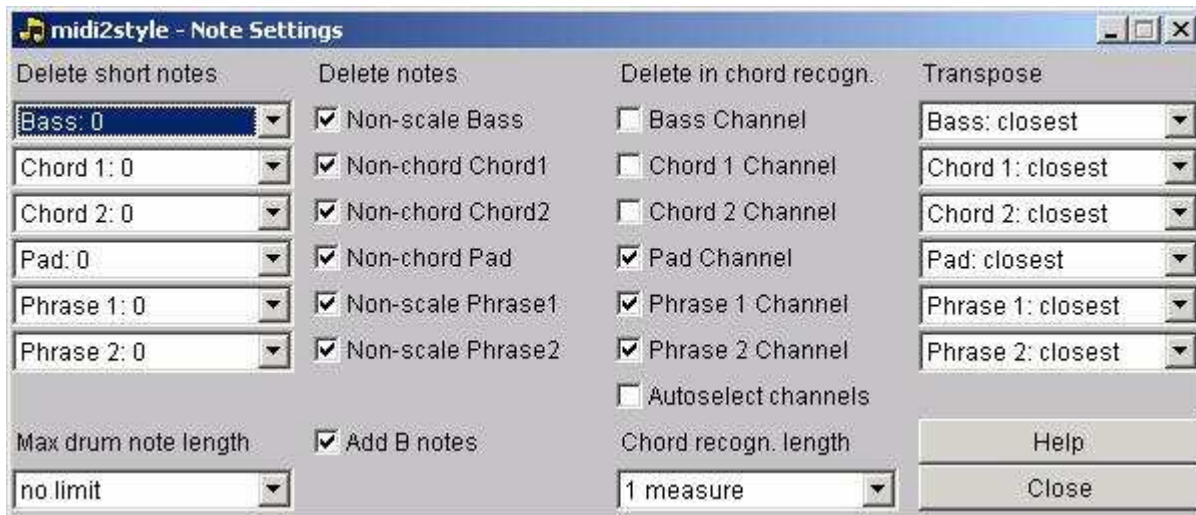 midi2style - Note Settings
Delete short notes Delete notes Delete in chord recogn. Transpose
Bass: 0 Non-scale Bass Bass Channel Bass: closest
Chord 1: 0 Non-chord Chord1 Chord 1 Channel Chord 1: closest
Chord 2: 0 Non-chord Chord2 Chord 2 Channel Chord 2: closest
Pad: 0 Non-chord Pad Pad Channel Pad: closest
Phrase 1: 0 Non-scale Phrase1 Phrase 1 Channel Phrase 1: closest
Phrase 2: 0 Non-scale Phrase2 Phrase 2 Channel Phrase 2: closest
Autoselect channels
Max drum note length Add B notes Chord recogn. length Help
no limit 1 measure Close